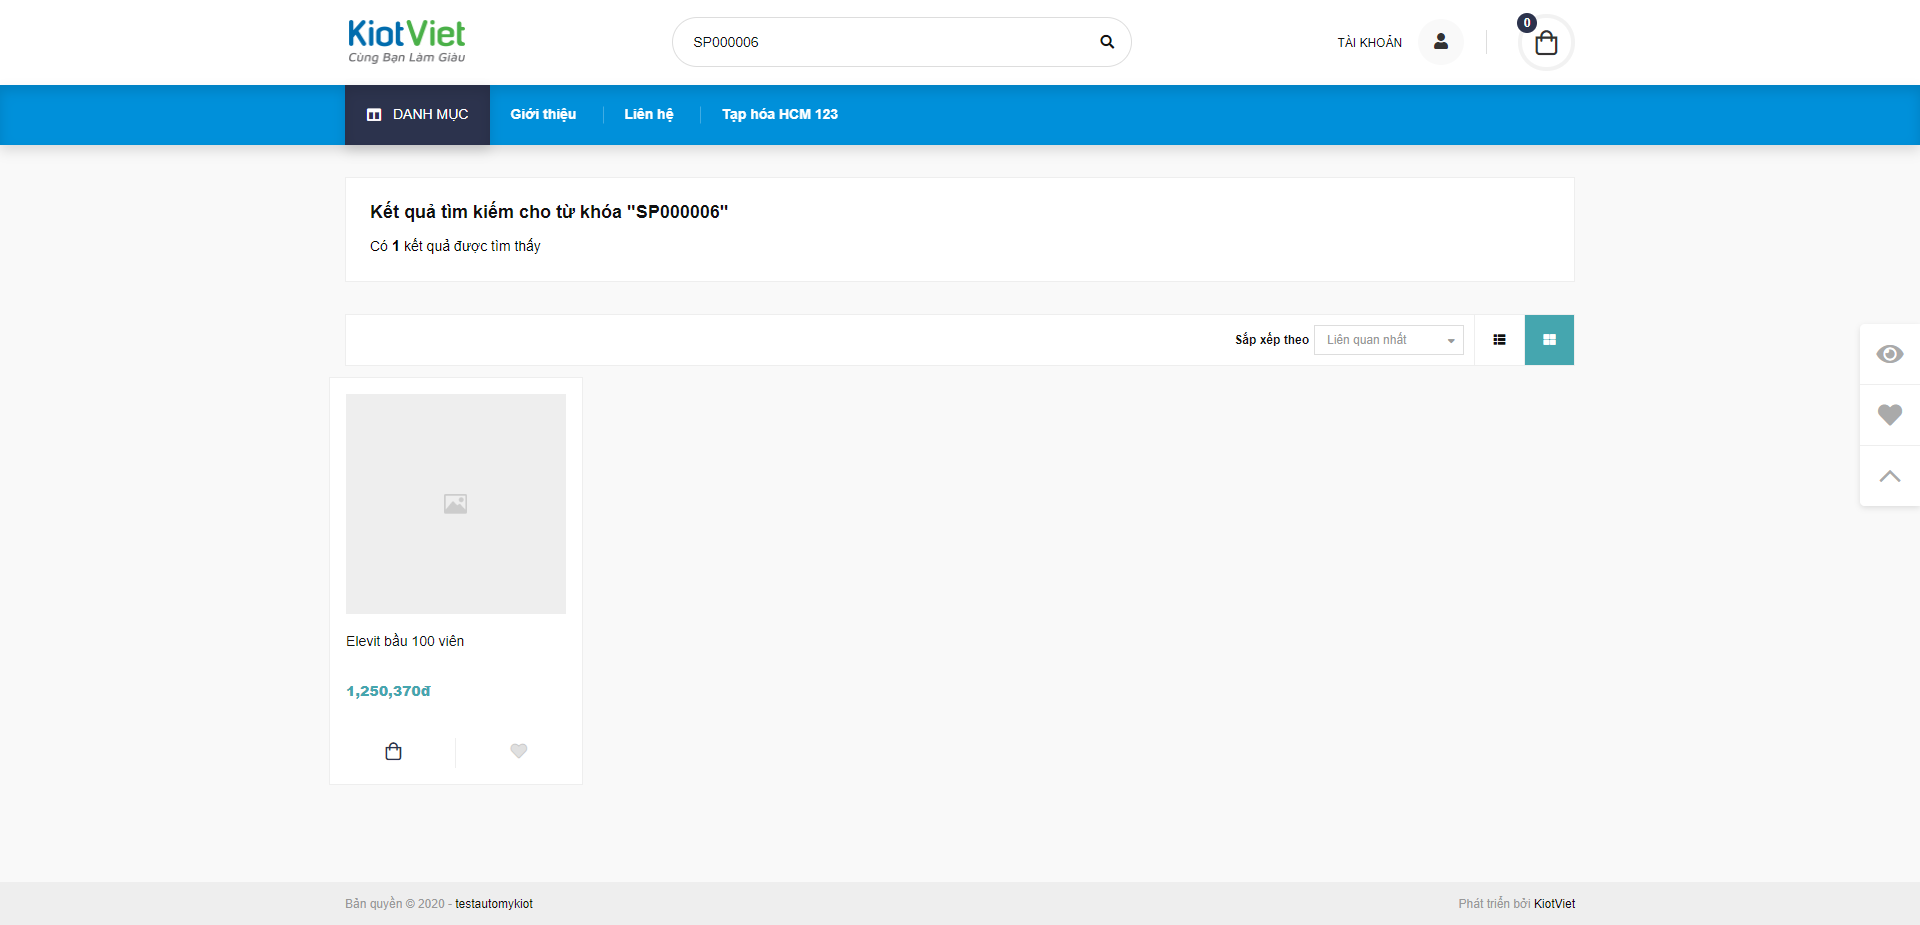 KiotViet
Cùng Bạn Làm Giàu
SP000006
TÀI KHOẢN
0
DANH MỤC
Giới thiệu
Liên hệ
Tạp hóa HCM 123
Kết quả tìm kiếm cho từ khóa "SP000006"
Có 1 kết quả được tìm thấy
Sắp xếp theo
Liên quan nhất
Elevit bầu 100 viên
1,250,370đ
Bản quyền © 2020 - testautomykiot
Phát triển bởi KiotViet